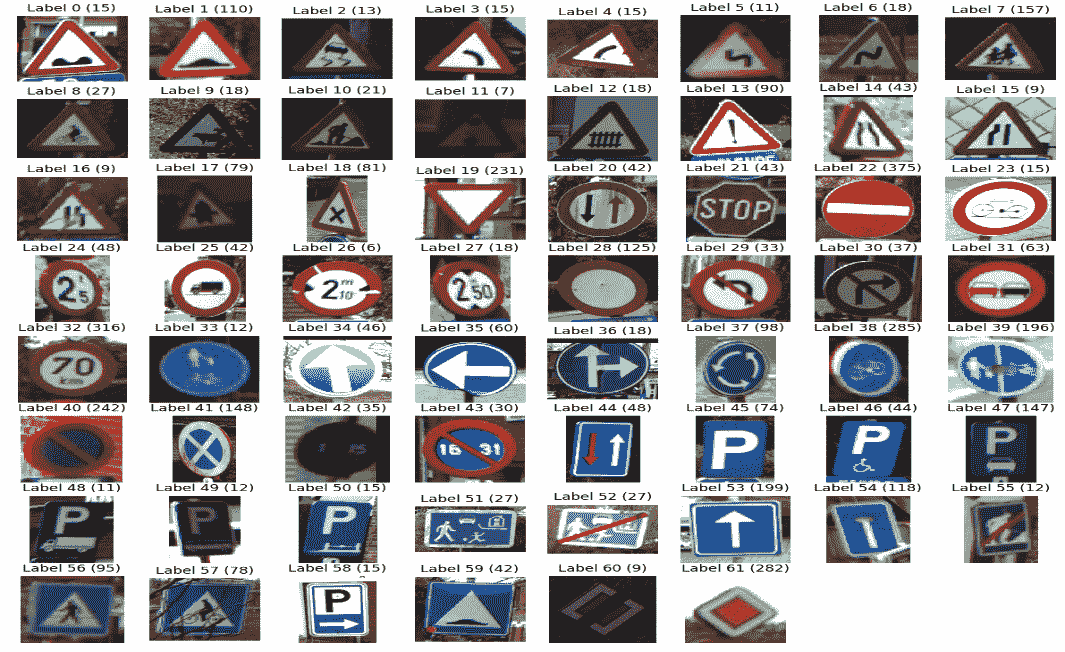 Label 0 (15) Label 1 (110) Label 2 (13) Label 3 (15) Label 4 (15) Label 5 (11) Label 6 (18) Label 7 (157)
Label 8 (27) Label 9 (18) Label 10 (21) Label 11 (7) Label 12 (18) Label 13 (90) Label 14 (43) Label 15 (9)
Label 16 (9) Label 17 (79) Label 18 (81) Label 19 (231) Label 20 (42) Label 21 (43) Label 22 (375) Label 23 (15)
STOP
Label 24 (48) Label 25 (42) Label 26 (6) Label 27 (18) Label 28 (125) Label 29 (33) Label 30 (37) Label 31 (63)
2.5 2m10 2.50
Label 32 (316) Label 33 (12) Label 34 (46) Label 35 (60) Label 36 (18) Label 37 (98) Label 38 (285) Label 39 (196)
70
Label 40 (242) Label 41 (148) Label 42 (35) Label 43 (30) Label 44 (48) Label 45 (74) Label 46 (44) Label 47 (147)
16 31 P P P
Label 48 (11) Label 49 (12) Label 50 (15) Label 51 (27) Label 52 (27) Label 53 (199) Label 54 (118) Label 55 (12)
P P P
Label 56 (95) Label 57 (78) Label 58 (15) Label 59 (42) Label 60 (9) Label 61 (282)
P